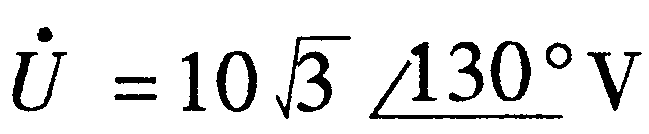 U̇ = 10√3 ∠130° V